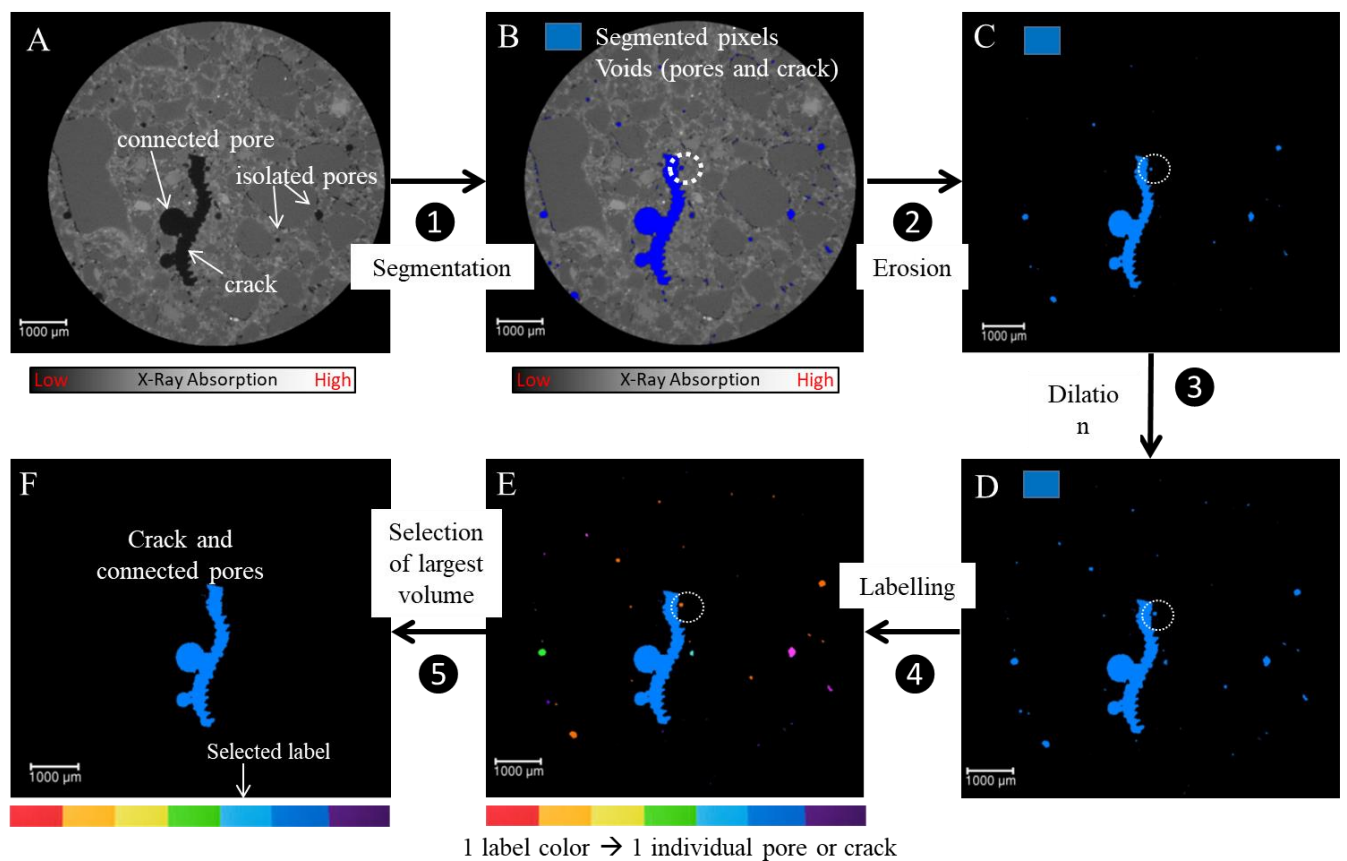 A
connected pore
isolated pores
crack
1000 μm
Low X-Ray Absorption High
1
Segmentation
B
Segmented pixels
Voids (pores and crack)
1000 μm
Low X-Ray Absorption High
2
Erosion
C
1000 μm
Dilatio
n
3
D
1000 μm
Labelling
4
E
1000 μm
1 label color → 1 individual pore or crack
Selection
of largest
volume
5
F
Crack and
connected pores
1000 μm
Selected label